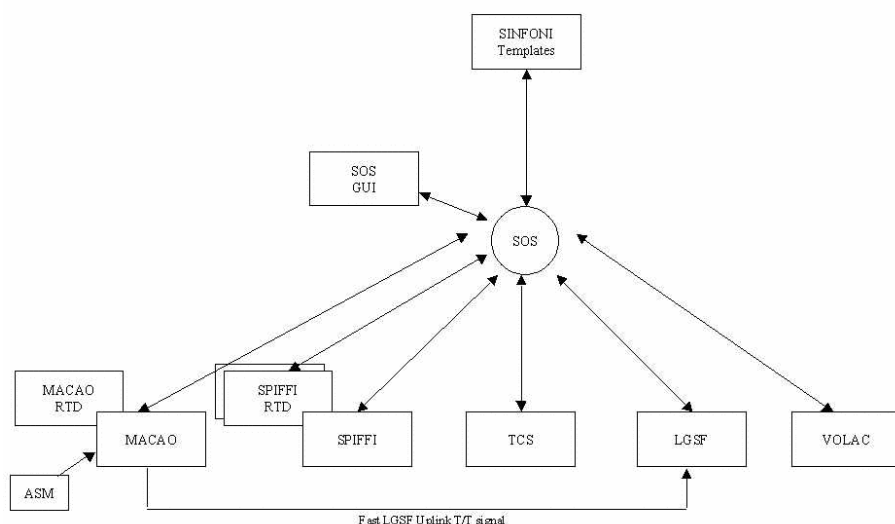 SINFONI
Templates
SOS
GUI
SOS
MACAO
RTD
SPIFFI
RTD
MACAO
SPIFFI
TCS
LGSF
VOLAC
ASM
Fast LGSF Uplink T/T signal